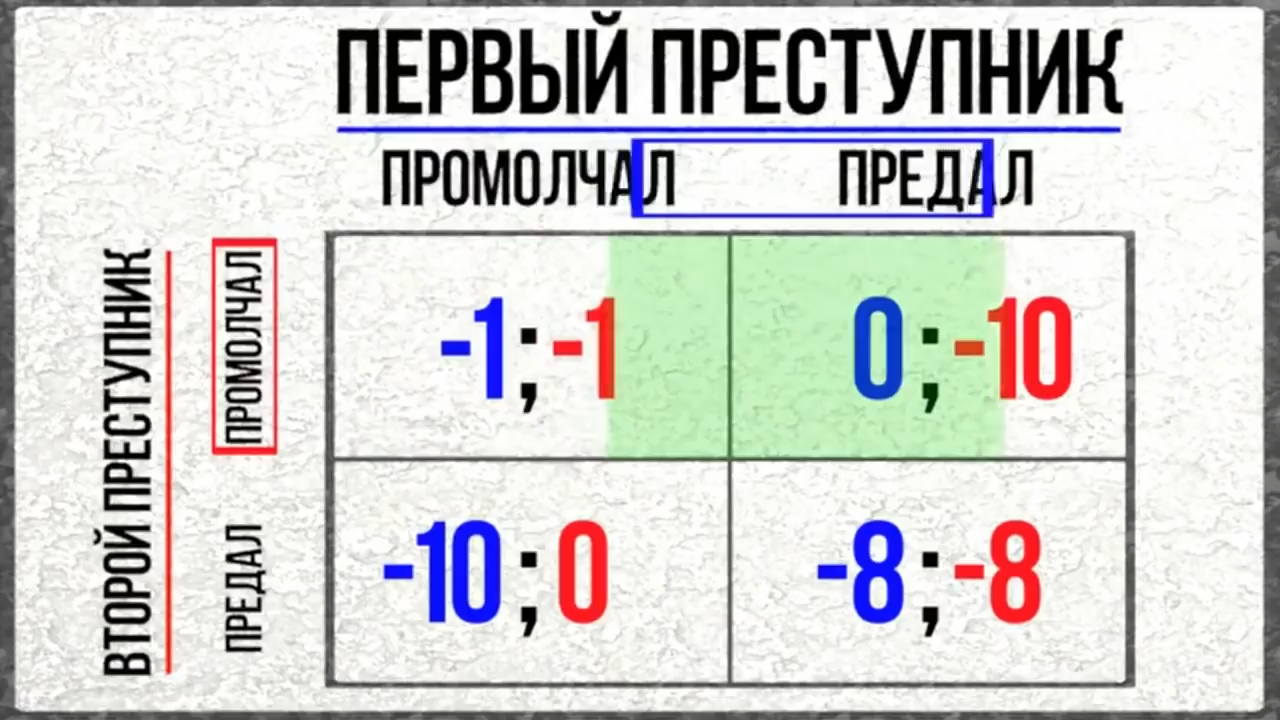 ПЕРВЫЙ ПРЕСТУПНИК
ПРОМОЛЧАЛ ПРЕДАЛ
ВТОРОЙ ПРЕСТУПНИК
ПРОМОЛЧАЛ
-1 ; -1 0 ; -10
ПРЕДАЛ
-10 ; 0 -8 ; -8